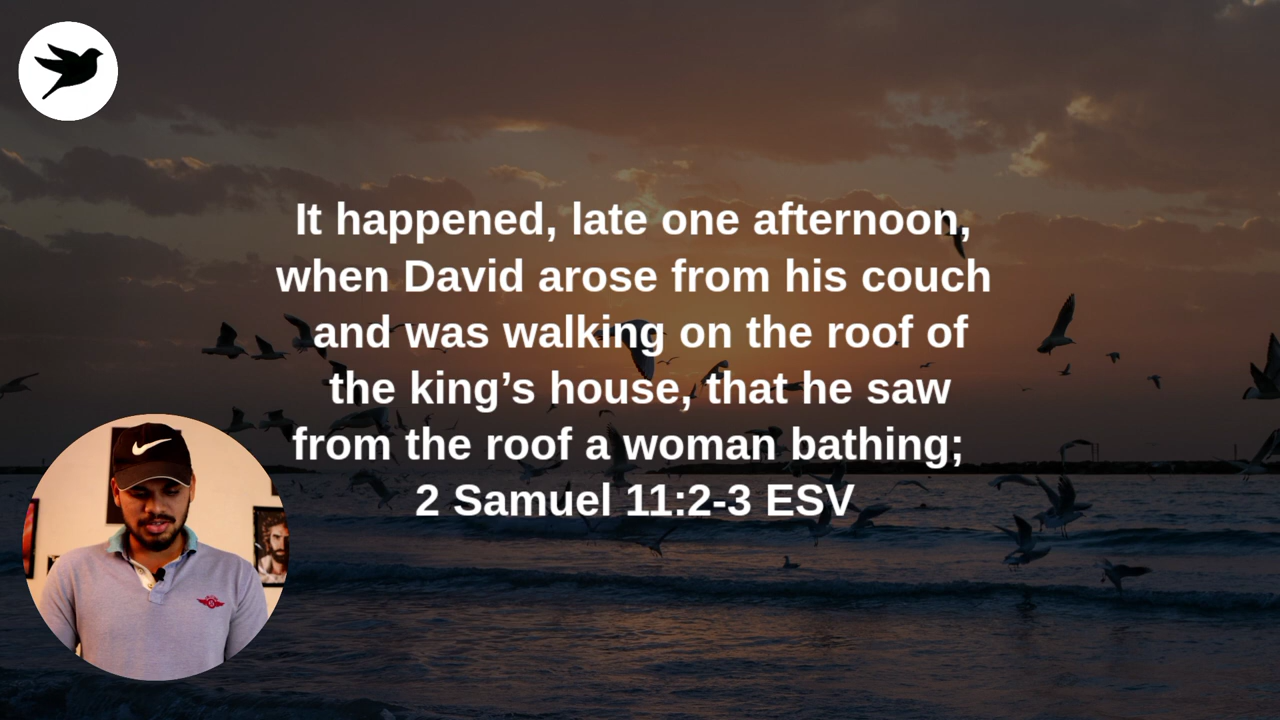 It happened, late one afternoon,
when David arose from his couch
and was walking on the roof of
the king’s house, that he saw
from the roof a woman bathing;
2 Samuel 11:2-3 ESV